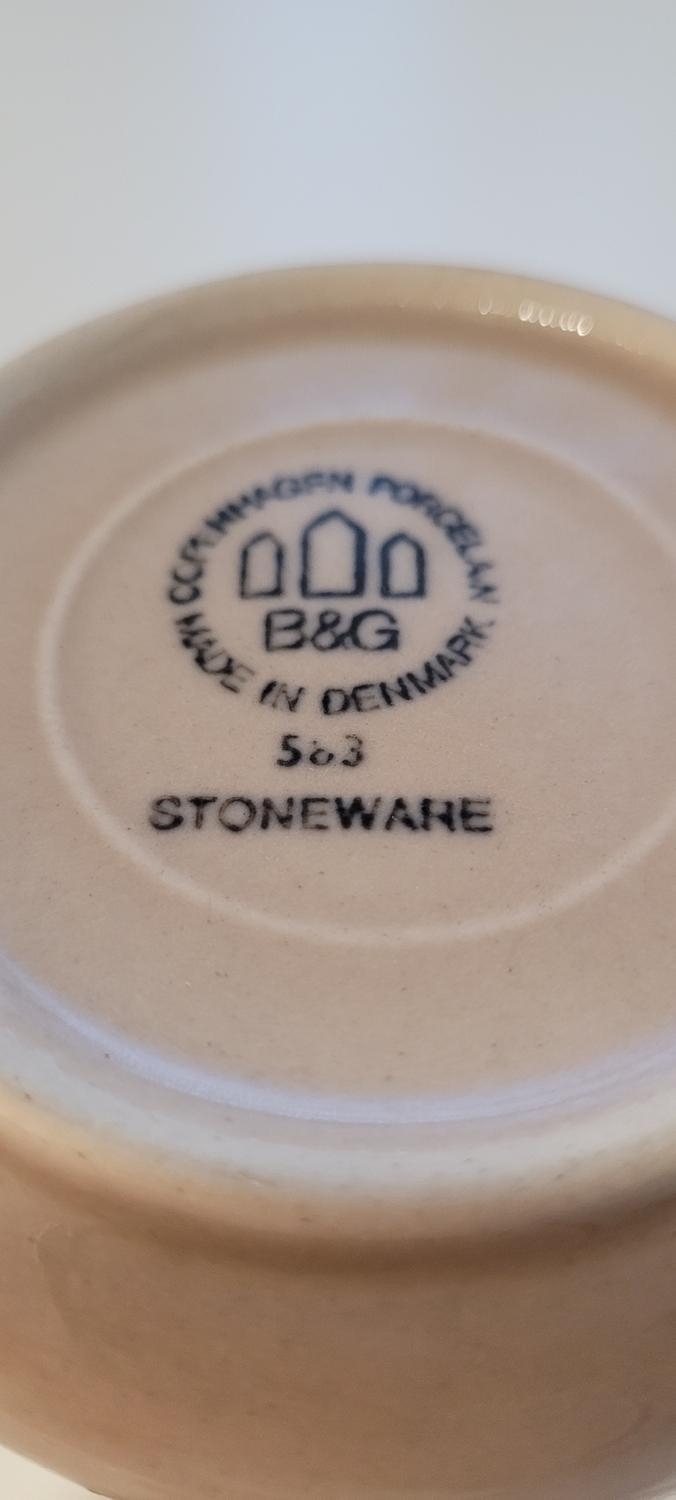 COPENHAGEN PORCELAIN
B&G
MADE IN DENMARK
STONEWARE